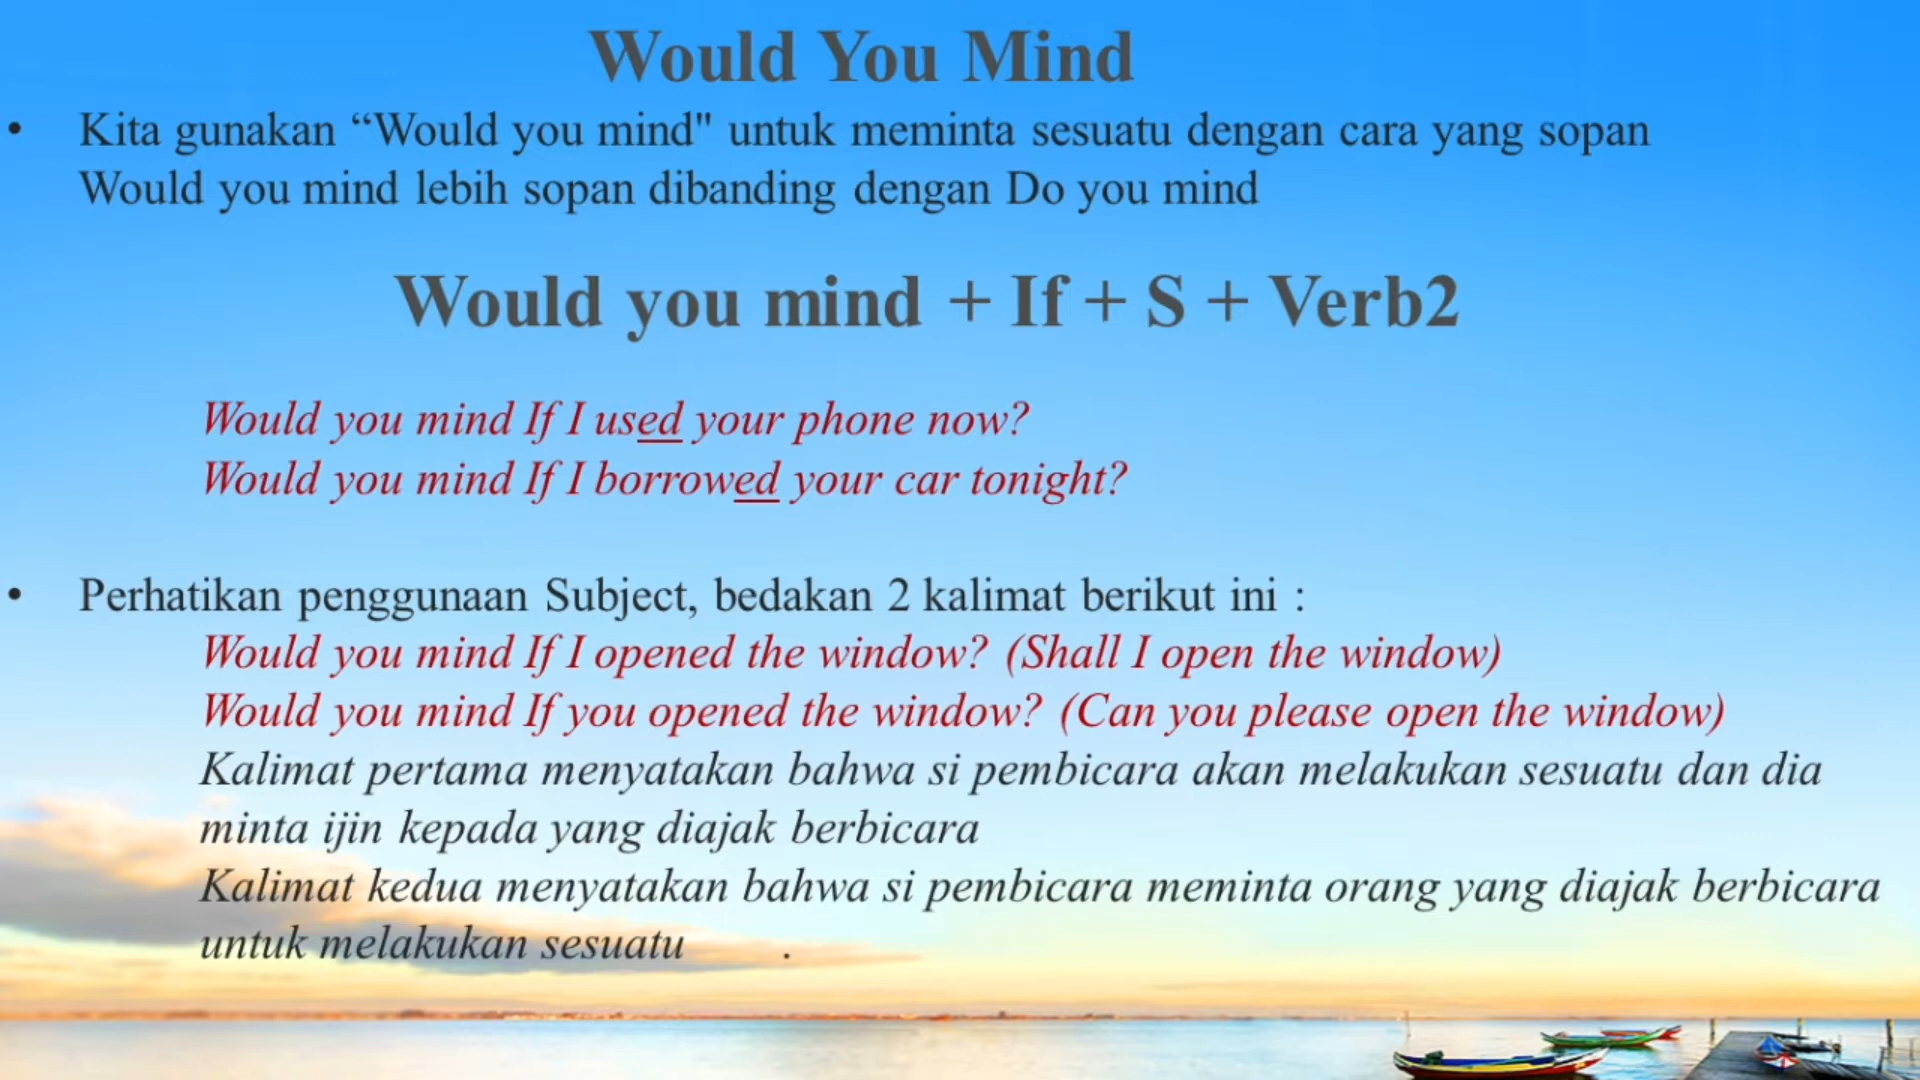 Would You Mind
• Kita gunakan “Would you mind" untuk meminta sesuatu dengan cara yang sopan
Would you mind lebih sopan dibanding dengan Do you mind
Would you mind + If + S + Verb2
Would you mind If I used your phone now?
Would you mind If I borrowed your car tonight?
• Perhatikan penggunaan Subject, bedakan 2 kalimat berikut ini :
Would you mind If I opened the window? (Shall I open the window)
Would you mind If you opened the window? (Can you please open the window)
Kalimat pertama menyatakan bahwa si pembicara akan melakukan sesuatu dan dia
minta ijin kepada yang diajak berbicara
Kalimat kedua menyatakan bahwa si pembicara meminta orang yang diajak berbicara
untuk melakukan sesuatu .